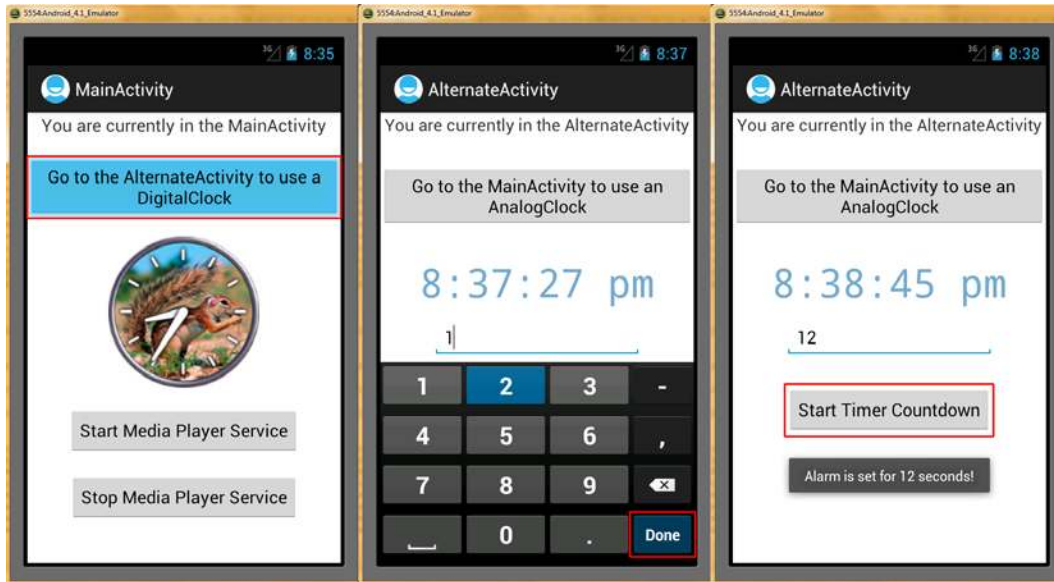 5554:Android_4.1_Emulator
3G 8:35
MainActivity
You are currently in the MainActivity
Go to the AlternateActivity to use a
DigitalClock
Start Media Player Service
Stop Media Player Service
5554:Android_4.1_Emulator
3G 8:37
AlternateActivity
You are currently in the AlternateActivity
Go to the MainActivity to use an
AnalogClock
8:37:27 pm
1
1 2 3 -
4 5 6 ,
7 8 9
0 . Done
5554:Android_4.1_Emulator
3G 8:38
AlternateActivity
You are currently in the AlternateActivity
Go to the MainActivity to use an
AnalogClock
8:38:45 pm
12
Start Timer Countdown
Alarm is set for 12 seconds!